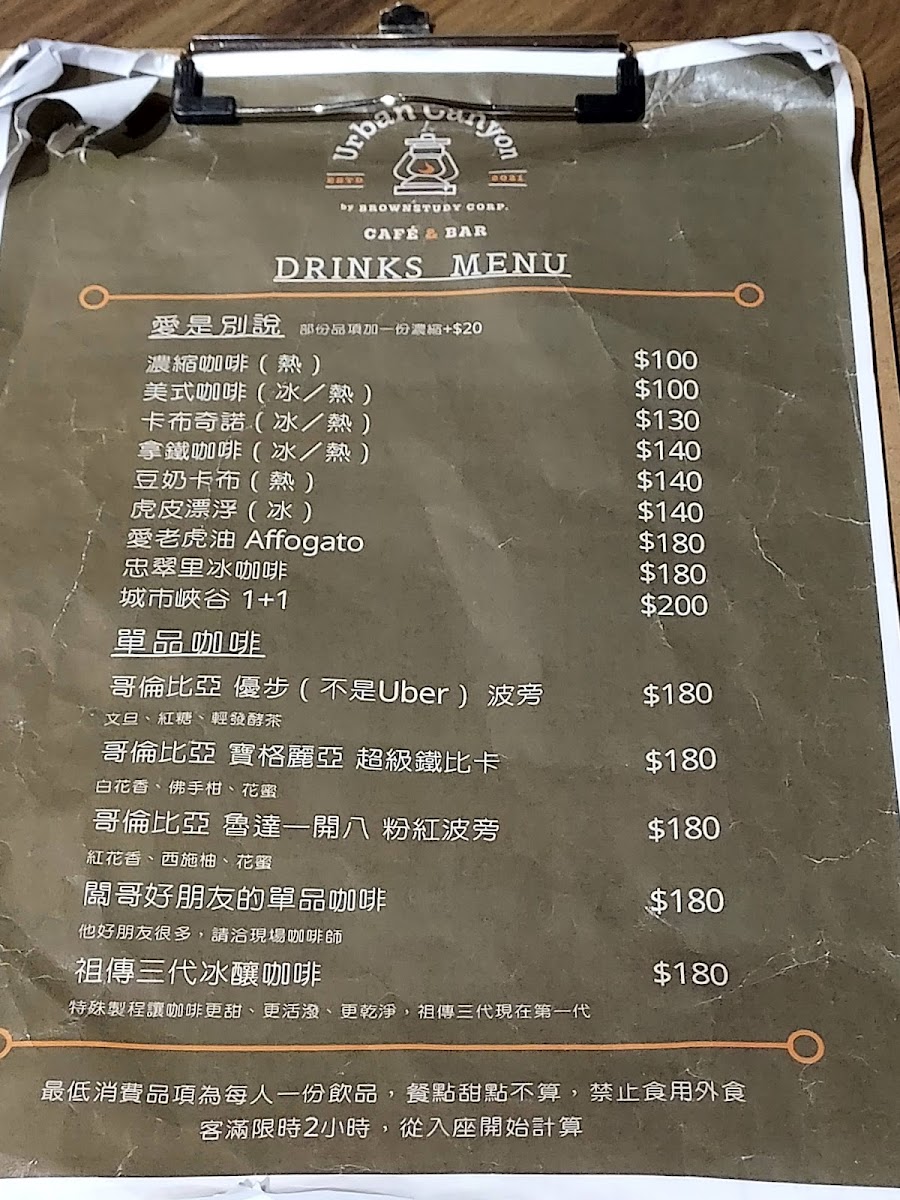 Urban Canyon
ESTD 2021
by BROWNSTUDY CORP.
CAFÉ & BAR
DRINKS MENU
愛是別說 部份品項加一份濃縮+$20
濃縮咖啡(熱) $100
美式咖啡(冰/熱) $100
卡布奇諾(冰/熱) $130
拿鐵咖啡(冰/熱) $140
豆奶卡布(熱) $140
虎皮漂浮(冰) $140
愛老虎油 Affogato $180
忠翠里冰咖啡 $180
城市峽谷 1+1 $200
單品咖啡
哥倫比亞 優步(不是Uber) 波旁 $180
文旦、紅糖、輕發酵茶
哥倫比亞 寶格麗亞 超級鐵比卡 $180
白花香、佛手柑、花蜜
哥倫比亞 魯達一開八 粉紅波旁 $180
紅花香、西施柚、花蜜
闆哥好朋友的單品咖啡 $180
他好朋友很多,請洽現場咖啡師
祖傳三代冰釀咖啡 $180
特殊製程讓咖啡更甜、更活潑、更乾淨,祖傳三代現在第一代
最低消費品項為每人一份飲品,餐點甜點不算,禁止食用外食
客滿限時2小時,從入座開始計算